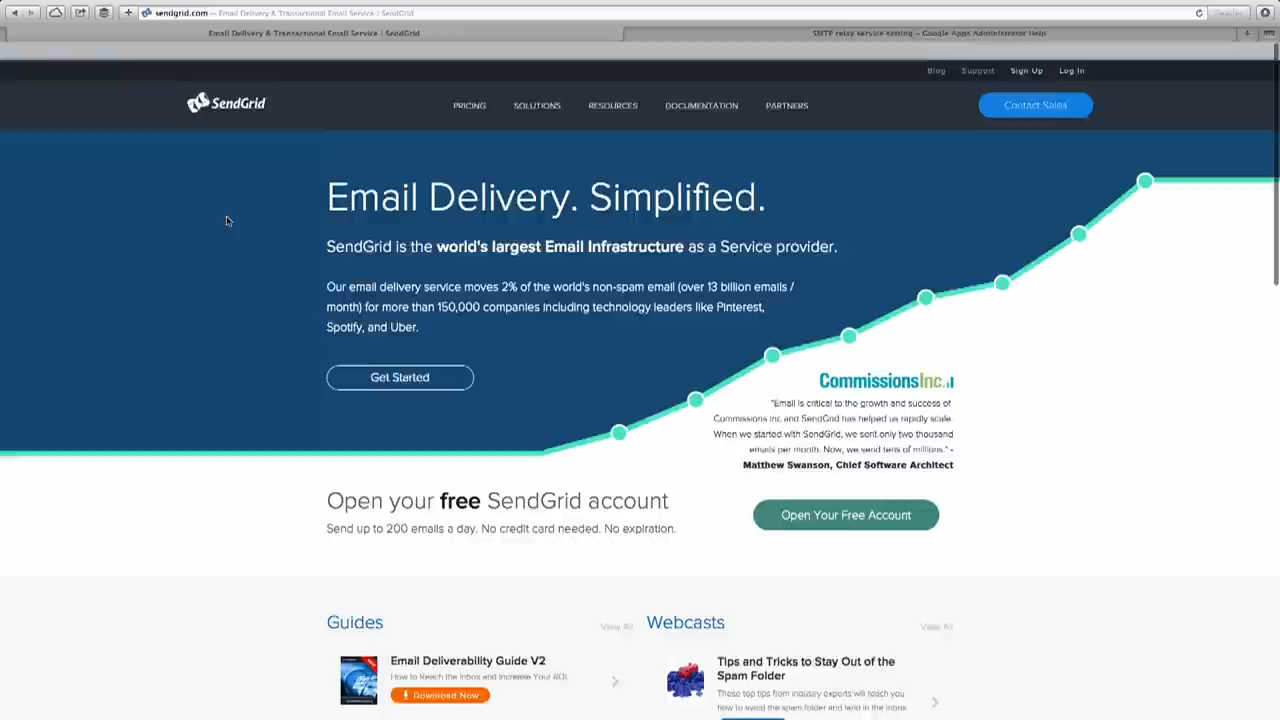 sendgrid.com — Email Delivery & Transactional Email Service | SendGrid
Reader
Email Delivery & Transactional Email Service | SendGrid
SMTP relay service setting – Google Apps Administrator Help
Blog Support Sign Up Log In
SendGrid
PRICING SOLUTIONS RESOURCES DOCUMENTATION PARTNERS
Contact Sales
Email Delivery. Simplified.
SendGrid is the world's largest Email Infrastructure as a Service provider.
Our email delivery service moves 2% of the world's non-spam email (over 13 billion emails /
month) for more than 150,000 companies including technology leaders like Pinterest,
Spotify, and Uber.
Get Started
CommissionsInc.
"Email is critical to the growth and success of
Commissions Inc and SendGrid has helped us rapidly scale.
When we started with SendGrid, we sent only two thousand
emails per month. Now, we send tens of millions." -
Matthew Swanson, Chief Software Architect
Open your free SendGrid account
Send up to 200 emails a day. No credit card needed. No expiration.
Open Your Free Account
Guides
View All
Webcasts
View All
Email Deliverability Guide V2
How to Reach the Inbox and Increase Your ROI.
Download Now
Tips and Tricks to Stay Out of the
Spam Folder
These top tips from industry experts will teach you
how to avoid the spam folder and land in the inbox.